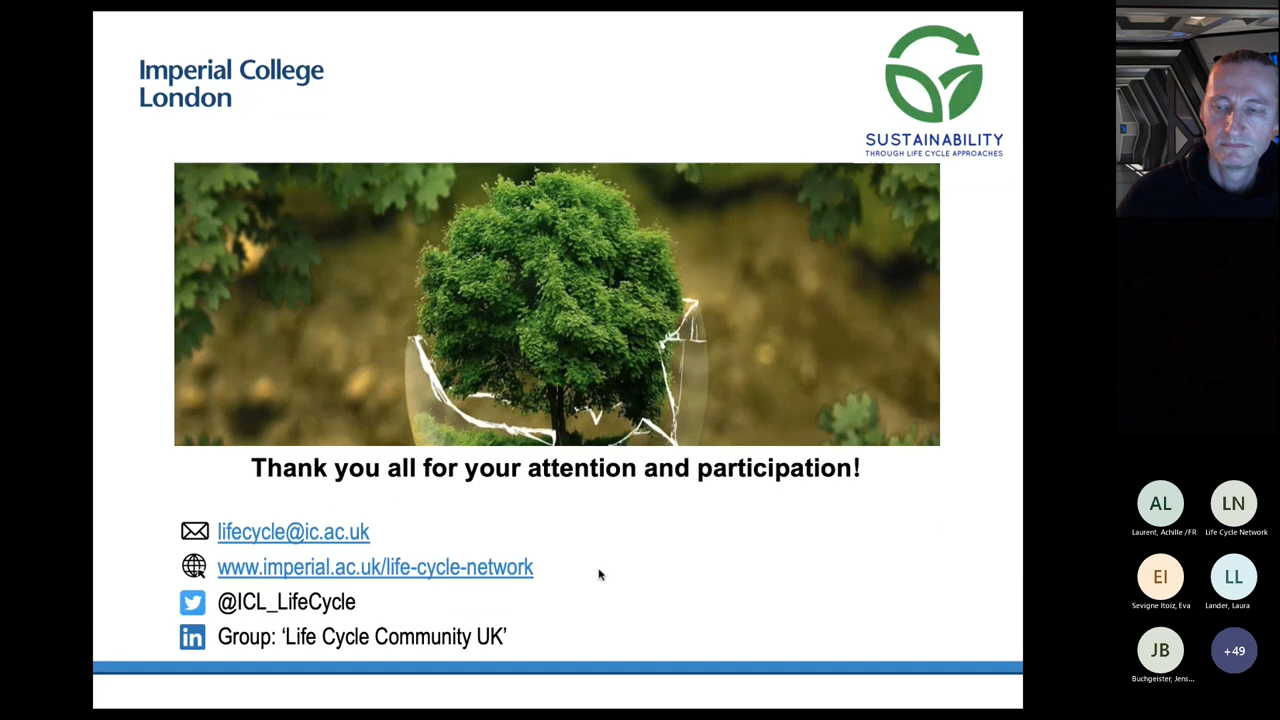 Imperial College
London
SUSTAINABILITY
THROUGH LIFE CYCLE APPROACHES
Thank you all for your attention and participation!
lifecycle@ic.ac.uk
www.imperial.ac.uk/life-cycle-network
@ICL_LifeCycle
in Group: ‘Life Cycle Community UK’
AL LN
Laurent, Achille /FR Life Cycle Network
EI LL
Sevigne Itoiz, Eva Lander, Laura
JB +49
Buchgeister, Jens...